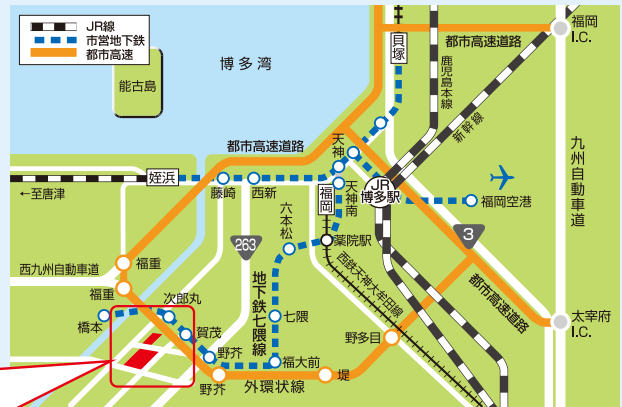 JR線
市営地下鉄
都市高速
能古島
博多湾
貝塚
都市高速道路
福岡
I.C.
鹿児島本線
新幹線
九州自動車道
都市高速道路
天神
姪浜
←至唐津
藤崎
西新
福岡
天神南
JR
博多駅
福岡空港
六本松
263
薬院駅
3
西九州自動車道
福重
福重
地下鉄七隈線
西鉄天神大牟田線
都市高速道路
次郎丸
橋本
賀茂
七隈
野多目
太宰府
I.C.
野芥
福大前
野芥
外環状線
堤